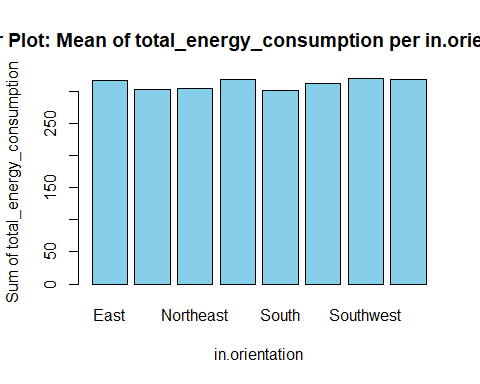 r Plot: Mean of total_energy_consumption per in.orie
Sum of total_energy_consumption
250
150
50
0
East Northeast South Southwest
in.orientation